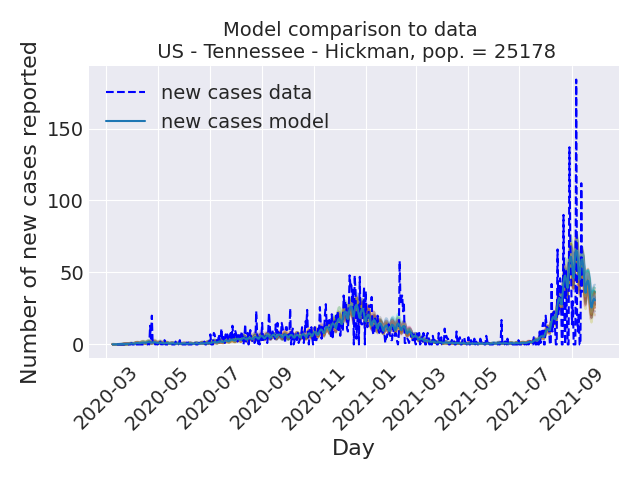 Model comparison to data
US - Tennessee - Hickman, pop. = 25178
Number of new cases reported
150
100
50
0
new cases data
new cases model
2020-03
2020-05
2020-07
2020-09
2020-11
2021-01
2021-03
2021-05
2021-07
2021-09
Day